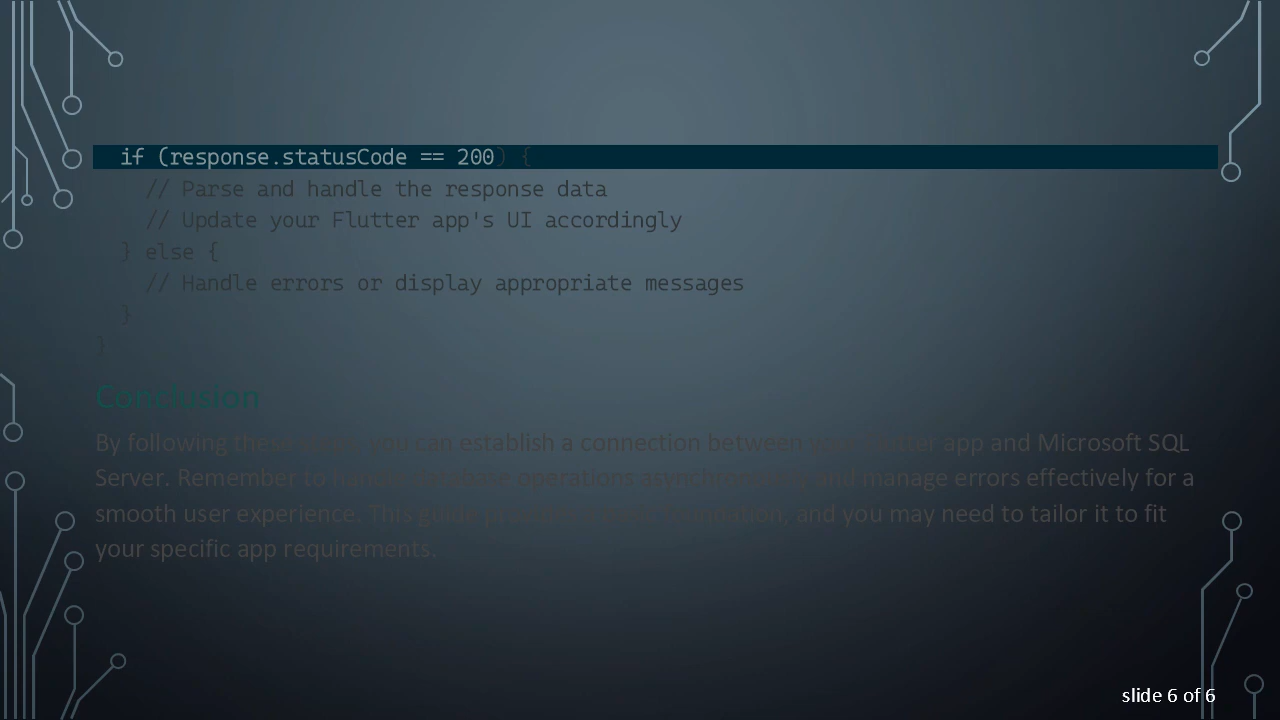 if (response.statusCode == 200) {
// Parse and handle the response data
// Update your Flutter app's UI accordingly
} else {
// Handle errors or display appropriate messages
}
}
Conclusion
By following these steps, you can establish a connection between your Flutter app and Microsoft SQL
Server. Remember to handle database operations asynchronously and manage errors effectively for a
smooth user experience. This guide provides a basic foundation, and you may need to tailor it to fit
your specific app requirements.
slide 6 of 6